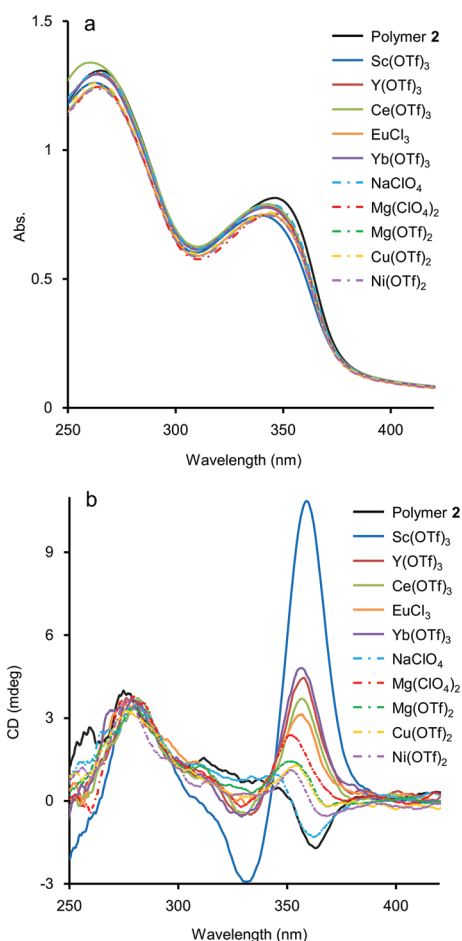 a
1.5
1
0.5
0
Abs.
250
300
350
400
Wavelength (nm)
Polymer 2
Sc(OTf)3
Y(OTf)3
Ce(OTf)3
EuCl3
Yb(OTf)3
NaClO4
Mg(ClO4)2
Mg(OTf)2
Cu(OTf)2
Ni(OTf)2
b
9
6
3
0
-3
CD (mdeg)
250
300
350
400
Wavelength (nm)
Polymer 2
Sc(OTf)3
Y(OTf)3
Ce(OTf)3
EuCl3
Yb(OTf)3
NaClO4
Mg(ClO4)2
Mg(OTf)2
Cu(OTf)2
Ni(OTf)2